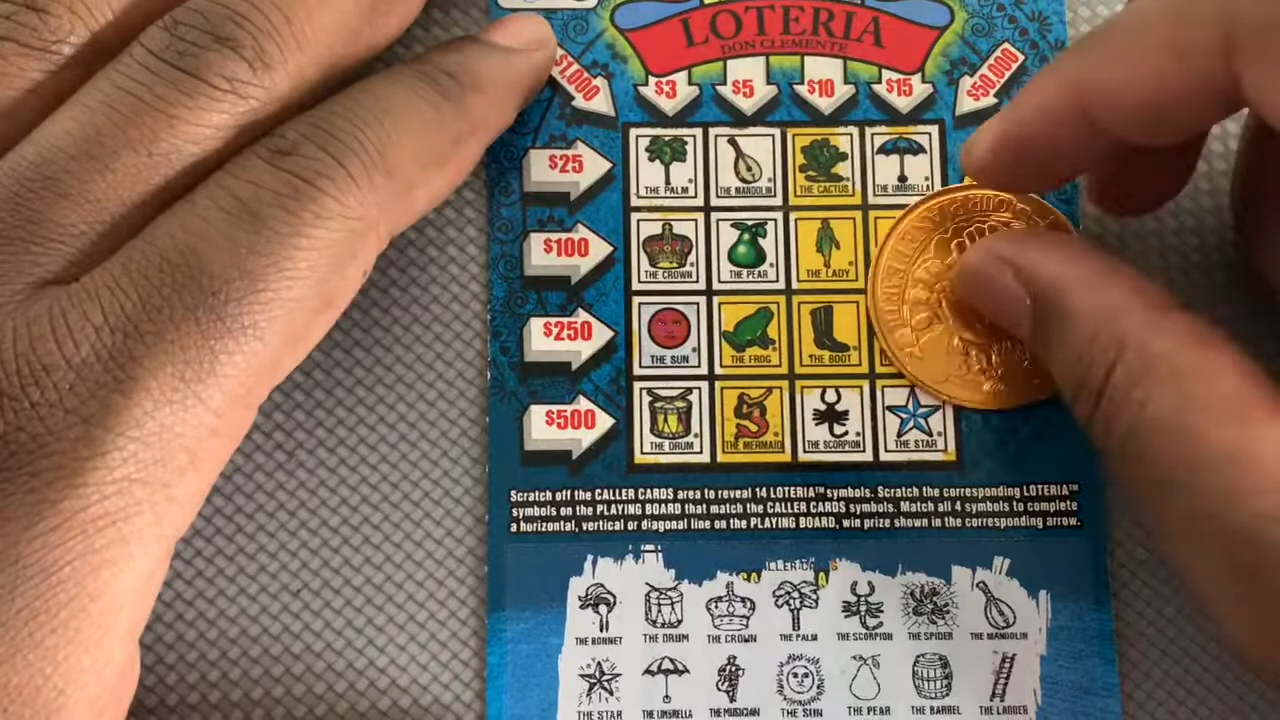 LOTERIA
DON CLEMENTE
$1,000 $3 $5 $10 $15 $50,000
$25
THE PALM THE MANDOLIN THE CACTUS THE UMBRELLA
$100
THE CROWN THE PEAR THE LADY
$250
THE SUN THE FROG THE BOOT
$500
THE DRUM THE MERMAID THE SCORPION THE STAR
Scratch off the CALLER CARDS area to reveal 14 LOTERIA™ symbols. Scratch the corresponding LOTERIA™
symbols on the PLAYING BOARD that match the CALLER CARDS symbols. Match all 4 symbols to complete
a horizontal, vertical or diagonal line on the PLAYING BOARD, win prize shown in the corresponding arrow.
THE BONNET THE DRUM THE CROWN THE PALM THE SCORPION THE SPIDER THE MANDOLIN
THE STAR THE UMBRELLA THE MUSICIAN THE SUN THE PEAR THE BARREL THE LADDER